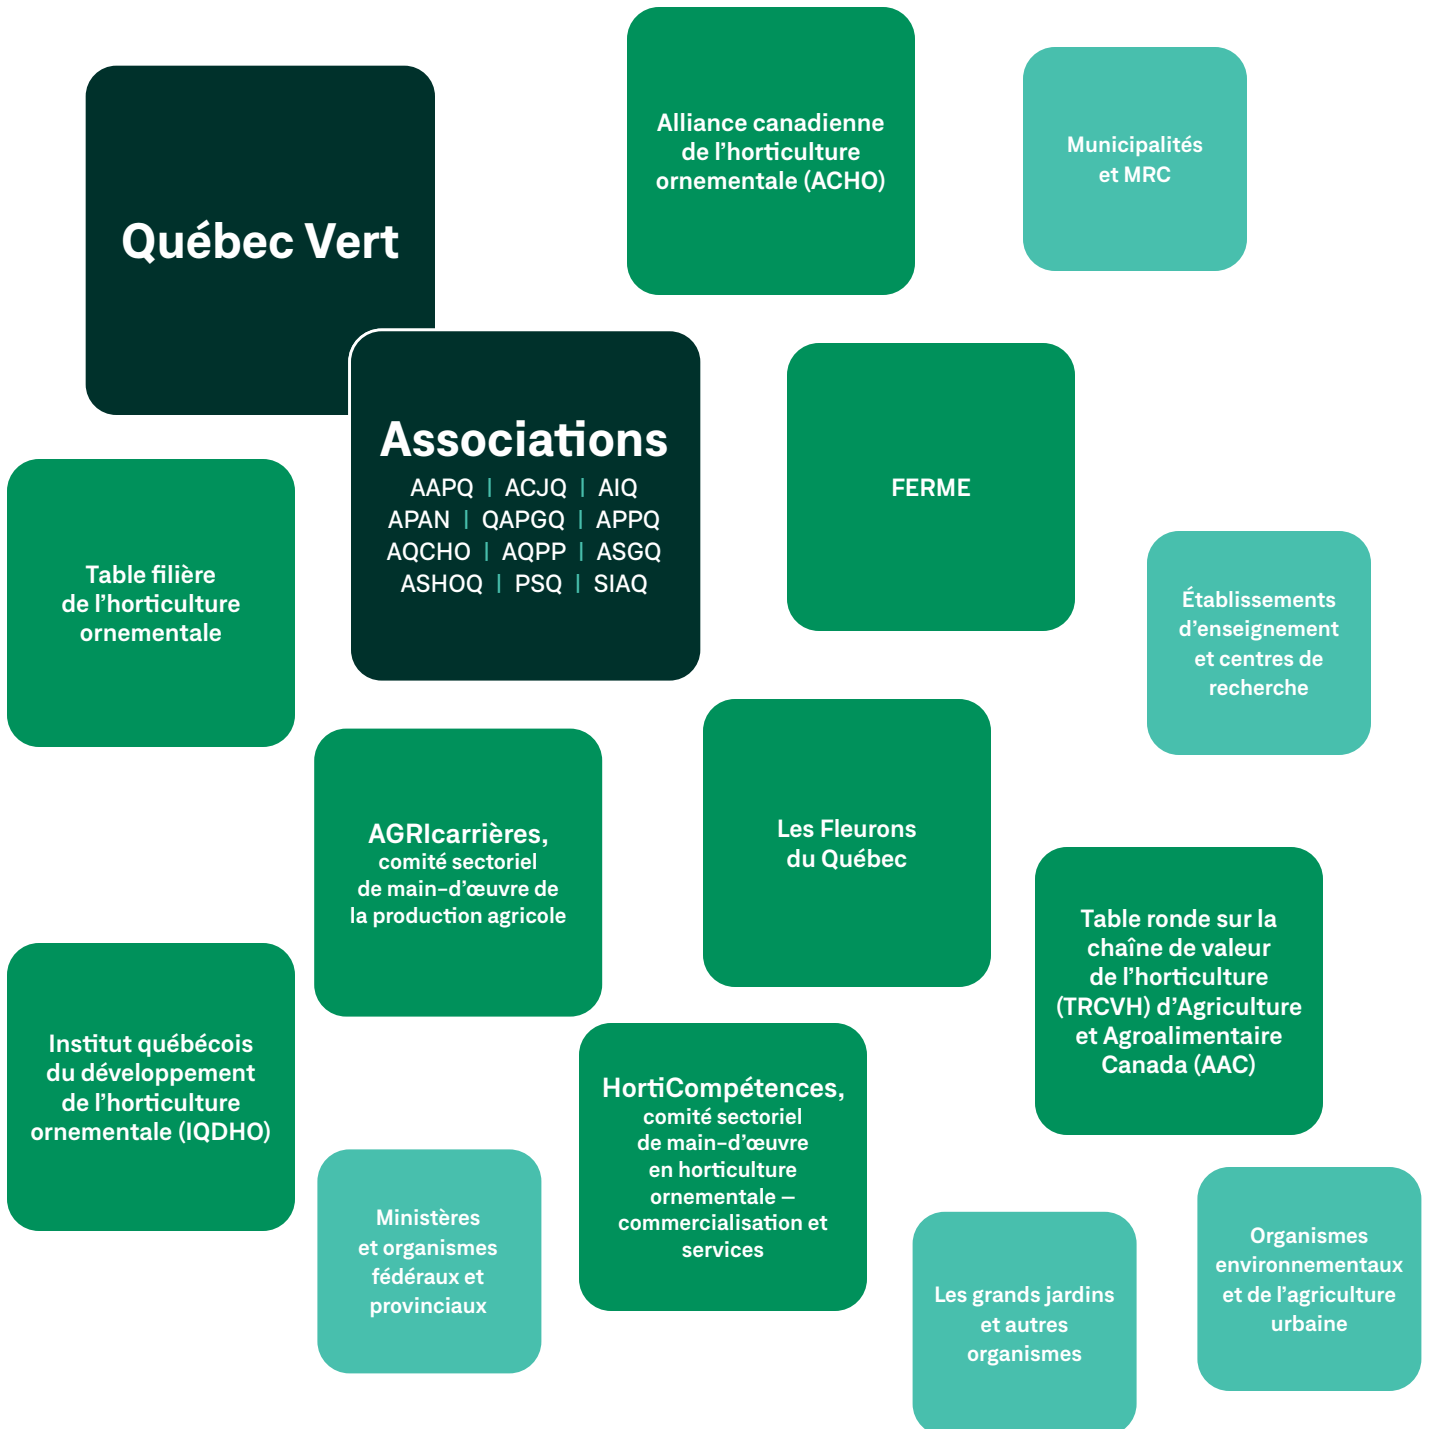 Québec Vert
Associations
AAPQ | ACJQ | AIQ
APAN | QAPGQ | APPQ
AQCHO | AQPP | ASGQ
ASHOQ | PSQ | SIAQ
Alliance canadienne
de l’horticulture
ornementale (ACHO)
Municipalités
et MRC
FERME
Table filière
de l’horticulture
ornementale
Établissements
d’enseignement
et centres de
recherche
AGRIcarrières,
comité sectoriel
de main-d’œuvre de
la production agricole
Les Fleurons
du Québec
Table ronde sur la
chaîne de valeur
de l’horticulture
(TRCVH) d’Agriculture
et Agroalimentaire
Canada (AAC)
Institut québécois
du développement
de l’horticulture
ornementale (IQDHO)
HortiCompétences,
comité sectoriel
de main-d’œuvre
en horticulture
ornementale –
commercialisation et
services
Ministères
et organismes
fédéraux et
provinciaux
Les grands jardins
et autres
organismes
Organismes
environnementaux
et de l’agriculture
urbaine